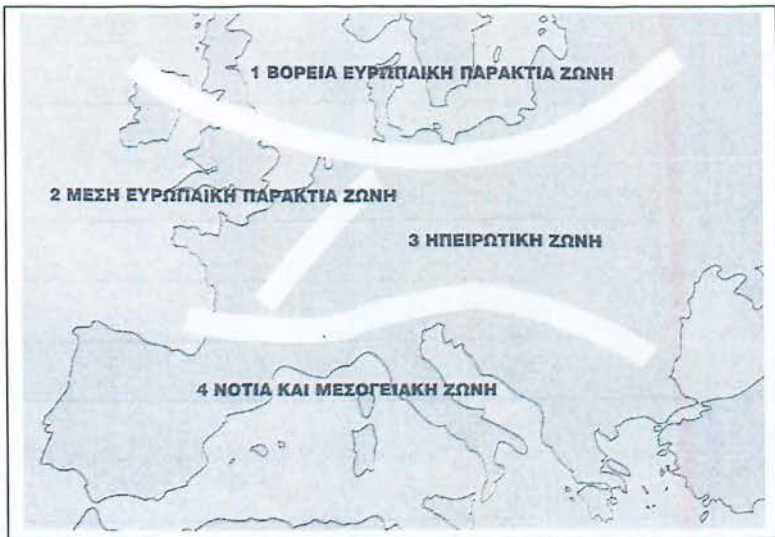 1 ΒΟΡΕΙΑ ΕΥΡΩΠΑΙΚΗ ΠΑΡΑΚΤΙΑ ΖΩΝΗ
2 ΜΕΣΗ ΕΥΡΩΠΑΙΚΗ ΠΑΡΑΚΤΙΑ ΖΩΝΗ
3 ΗΠΕΙΡΩΤΙΚΗ ΖΩΝΗ
4 ΝΟΤΙΑ ΚΑΙ ΜΕΣΟΓΕΙΑΚΗ ΖΩΝΗ